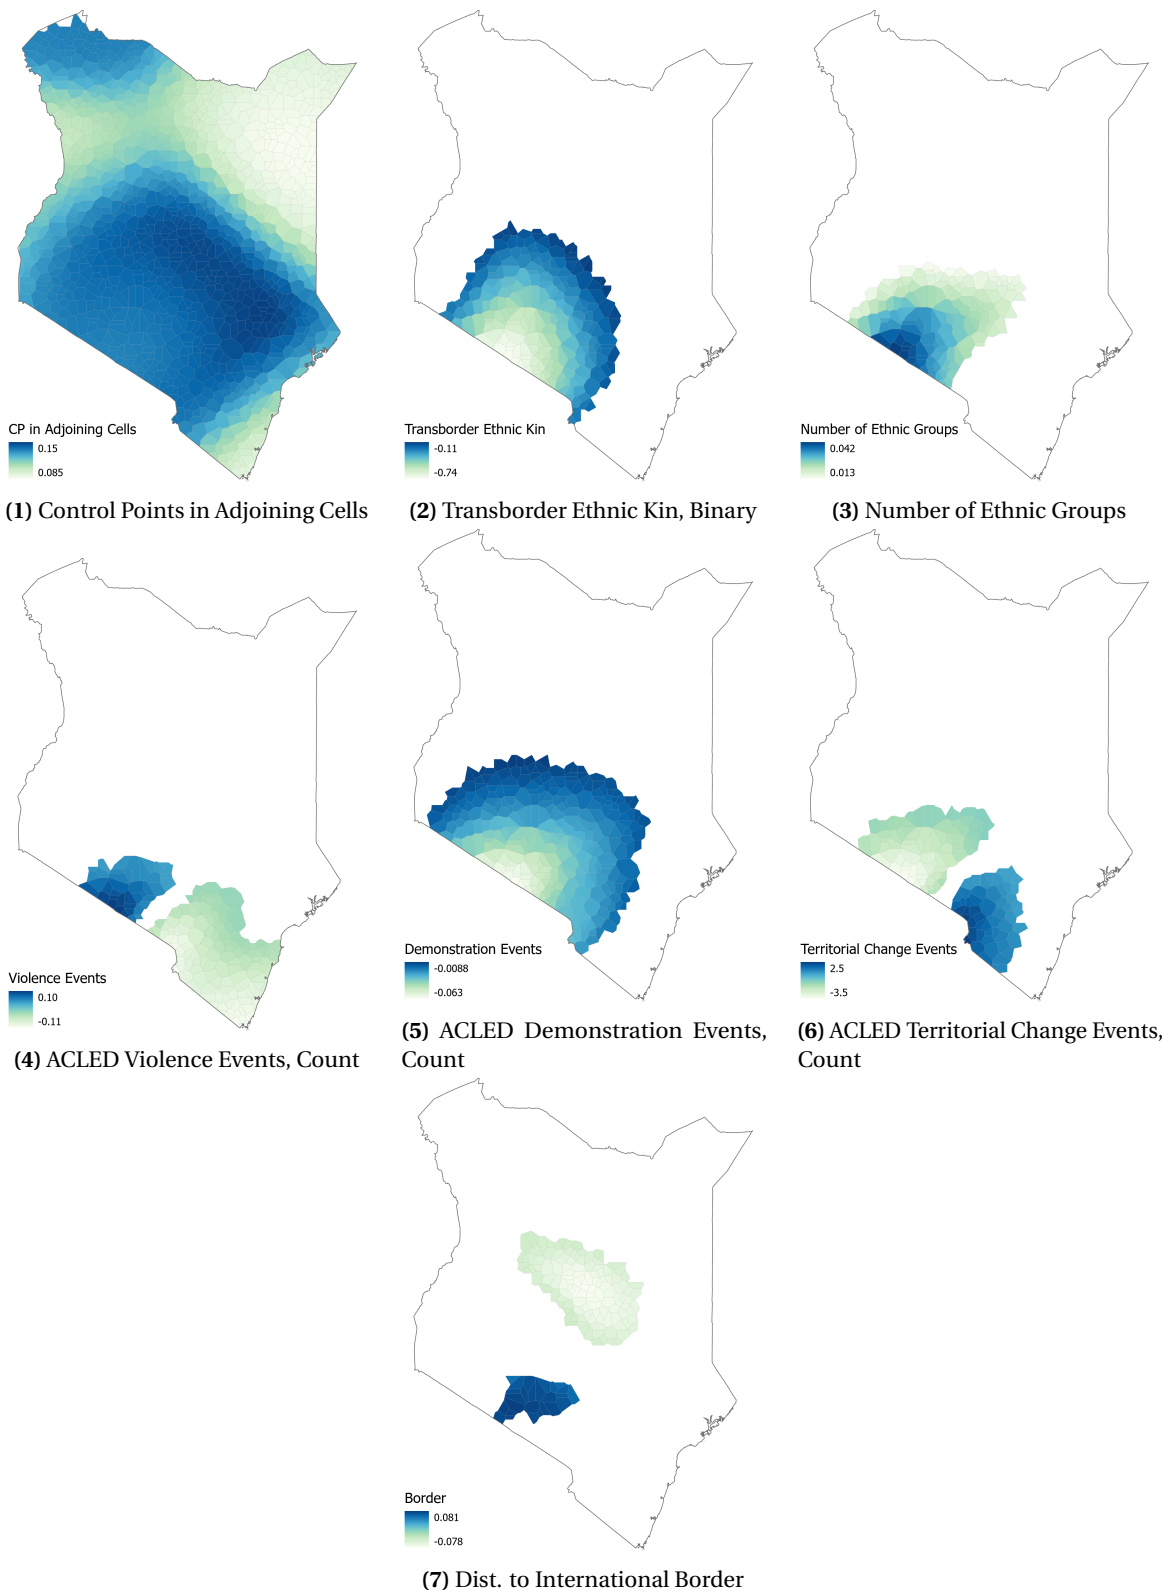 CP in Adjoining Cells
0.15
0.085
Transborder Ethnic Kin
-0.11
-0.74
Number of Ethnic Groups
0.042
0.013
(1) Control Points in Adjoining Cells
(2) Transborder Ethnic Kin, Binary
(3) Number of Ethnic Groups
Violence Events
0.10
-0.11
Demonstration Events
-0.0088
-0.063
Territorial Change Events
2.5
-3.5
(4) ACLED Violence Events, Count
(5) ACLED Demonstration Events,
Count
(6) ACLED Territorial Change Events,
Count
Border
0.081
-0.078
(7) Dist. to International Border